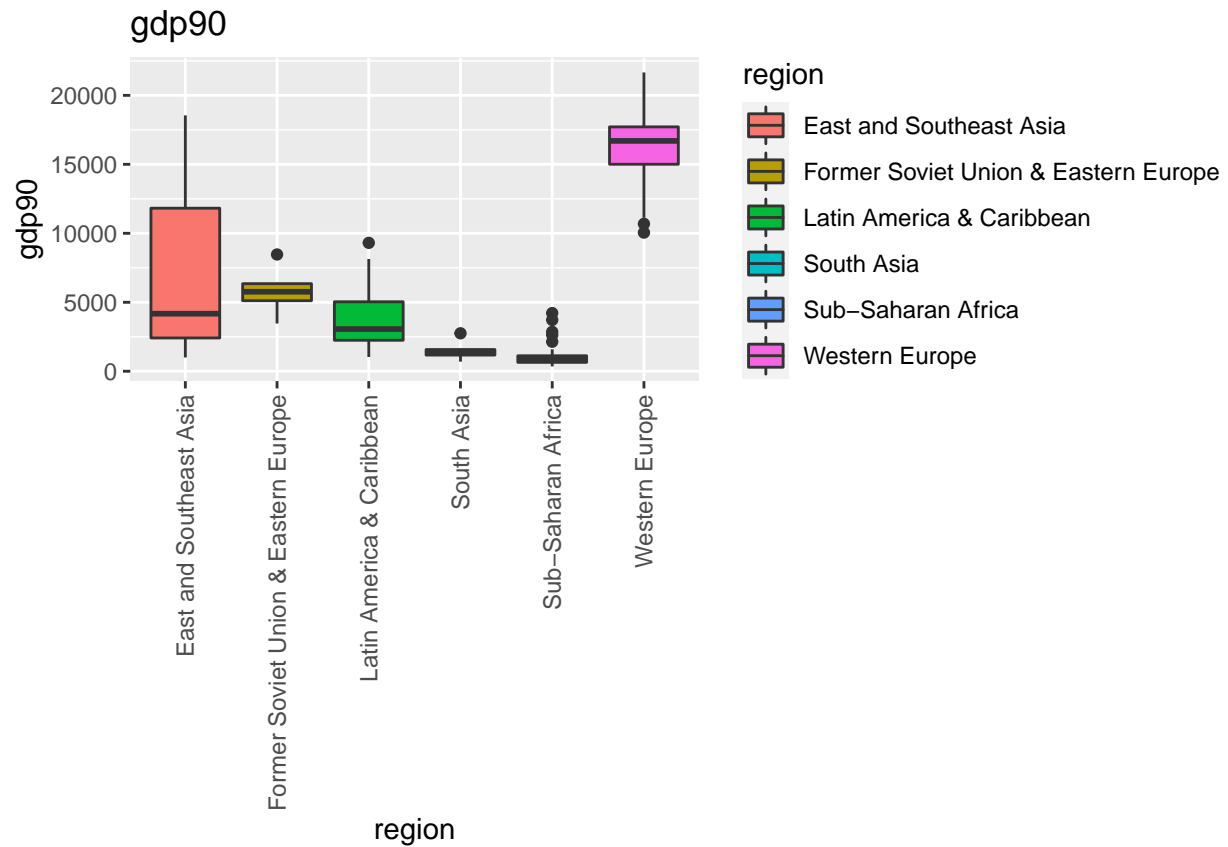 gdp90
gdp90
20000
15000
10000
5000
0
East and Southeast Asia
Former Soviet Union & Eastern Europe
Latin America & Caribbean
South Asia
Sub−Saharan Africa
Western Europe
region
region
East and Southeast Asia
Former Soviet Union & Eastern Europe
Latin America & Caribbean
South Asia
Sub−Saharan Africa
Western Europe